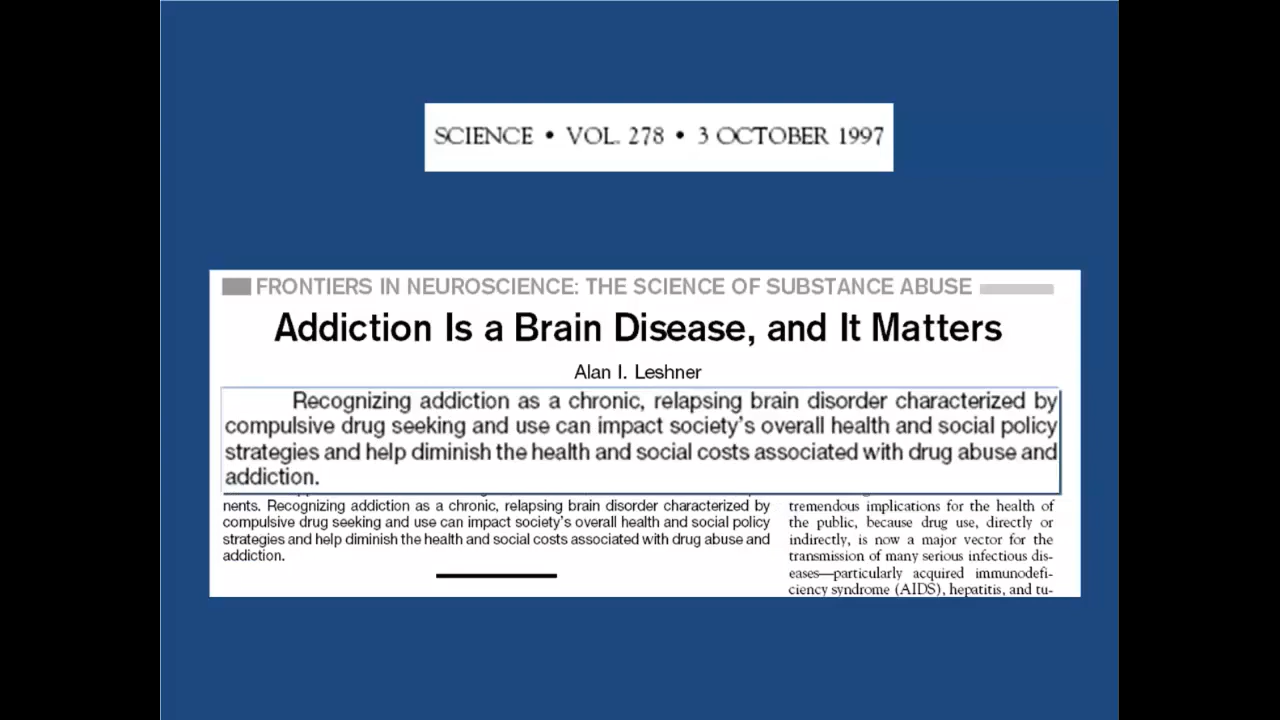 SCIENCE • VOL. 278 • 3 OCTOBER 1997
FRONTIERS IN NEUROSCIENCE: THE SCIENCE OF SUBSTANCE ABUSE
Addiction Is a Brain Disease, and It Matters
Alan I. Leshner
Recognizing addiction as a chronic, relapsing brain disorder characterized by
compulsive drug seeking and use can impact society's overall health and social policy
strategies and help diminish the health and social costs associated with drug abuse and
addiction.
nents. Recognizing addiction as a chronic, relapsing brain disorder characterized by
compulsive drug seeking and use can impact society's overall health and social policy
strategies and help diminish the health and social costs associated with drug abuse and
addiction.
tremendous implications for the health of
the public, because drug use, directly or
indirectly, is now a major vector for the
transmission of many serious infectious dis-
eases—particularly acquired immunodefi-
ciency syndrome (AIDS), hepatitis, and tu-